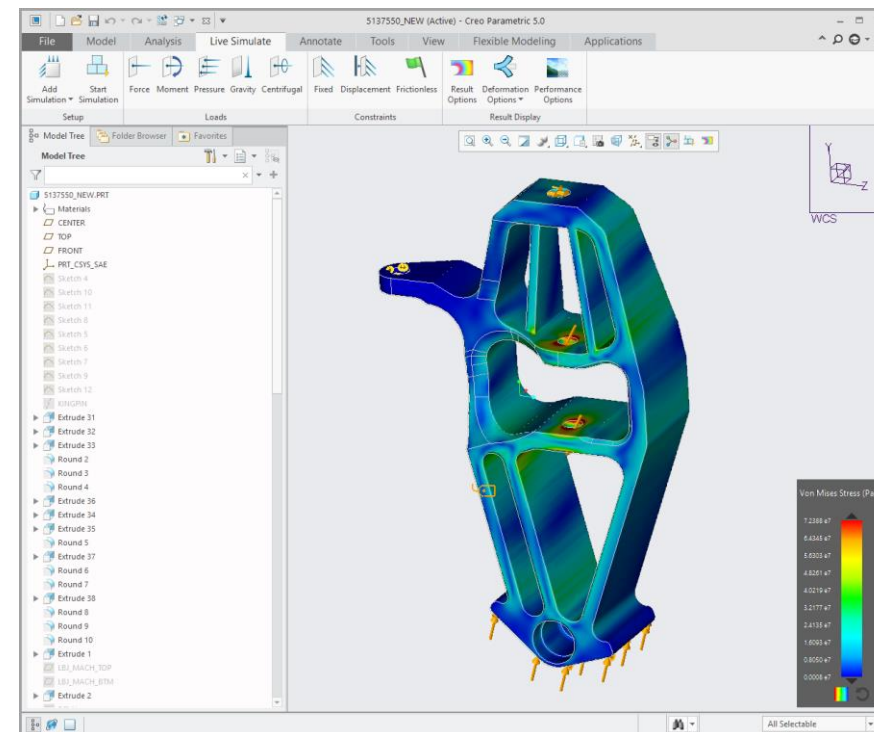 5137550_NEW (Active) - Creo Parametric 5.0
File Model Analysis Live Simulate Annotate Tools View Flexible Modeling Applications
Add Simulation Start Simulation Force Moment Pressure Gravity Centrifugal Fixed Displacement Frictionless Result Options Deformation Options Performance Options
Setup Loads Constraints Result Display
Model Tree Folder Browser Favorites
Model Tree
5137550_NEW.PRT
Materials
CENTER
TOP
FRONT
PRT_CSYS_SAE
Sketch 4
Sketch 10
Sketch 11
Sketch 8
Sketch 5
Sketch 6
Sketch 7
Sketch 9
Sketch 12
KINGPIN
Extrude 31
Extrude 32
Extrude 33
Round 2
Round 3
Round 4
Extrude 36
Extrude 34
Extrude 35
Round 5
Extrude 37
Round 6
Round 7
Extrude 38
Round 8
Round 9
Round 10
Extrude 1
LBJ_MACH_TOP
LBJ_MACH_BTM
Extrude 2
Y
Z
WCS
Von Mises Stress (Pa
7.2388 e7
6.4345 e7
5.6303 e7
4.8261 e7
4.0219 e7
3.2177 e7
2.4135 e7
1.6093 e7
0.8050 e7
0.0008 e7
All Selectable